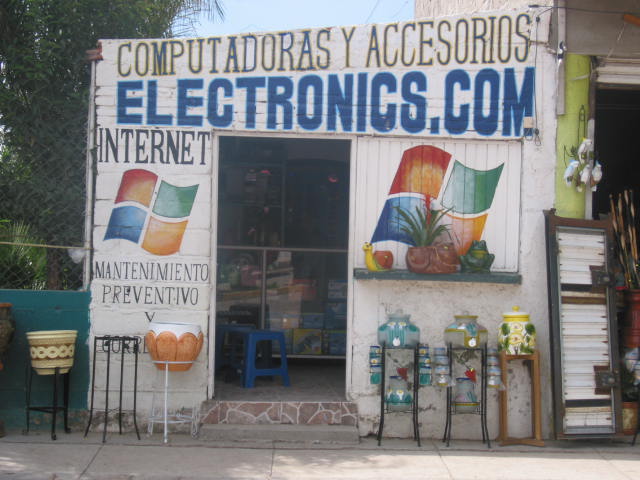 COMPUTADORAS Y ACCESORIOS
ELECTRONICS.COM
INTERNET
MANTENIMIENTO
PREVENTIVO
Y